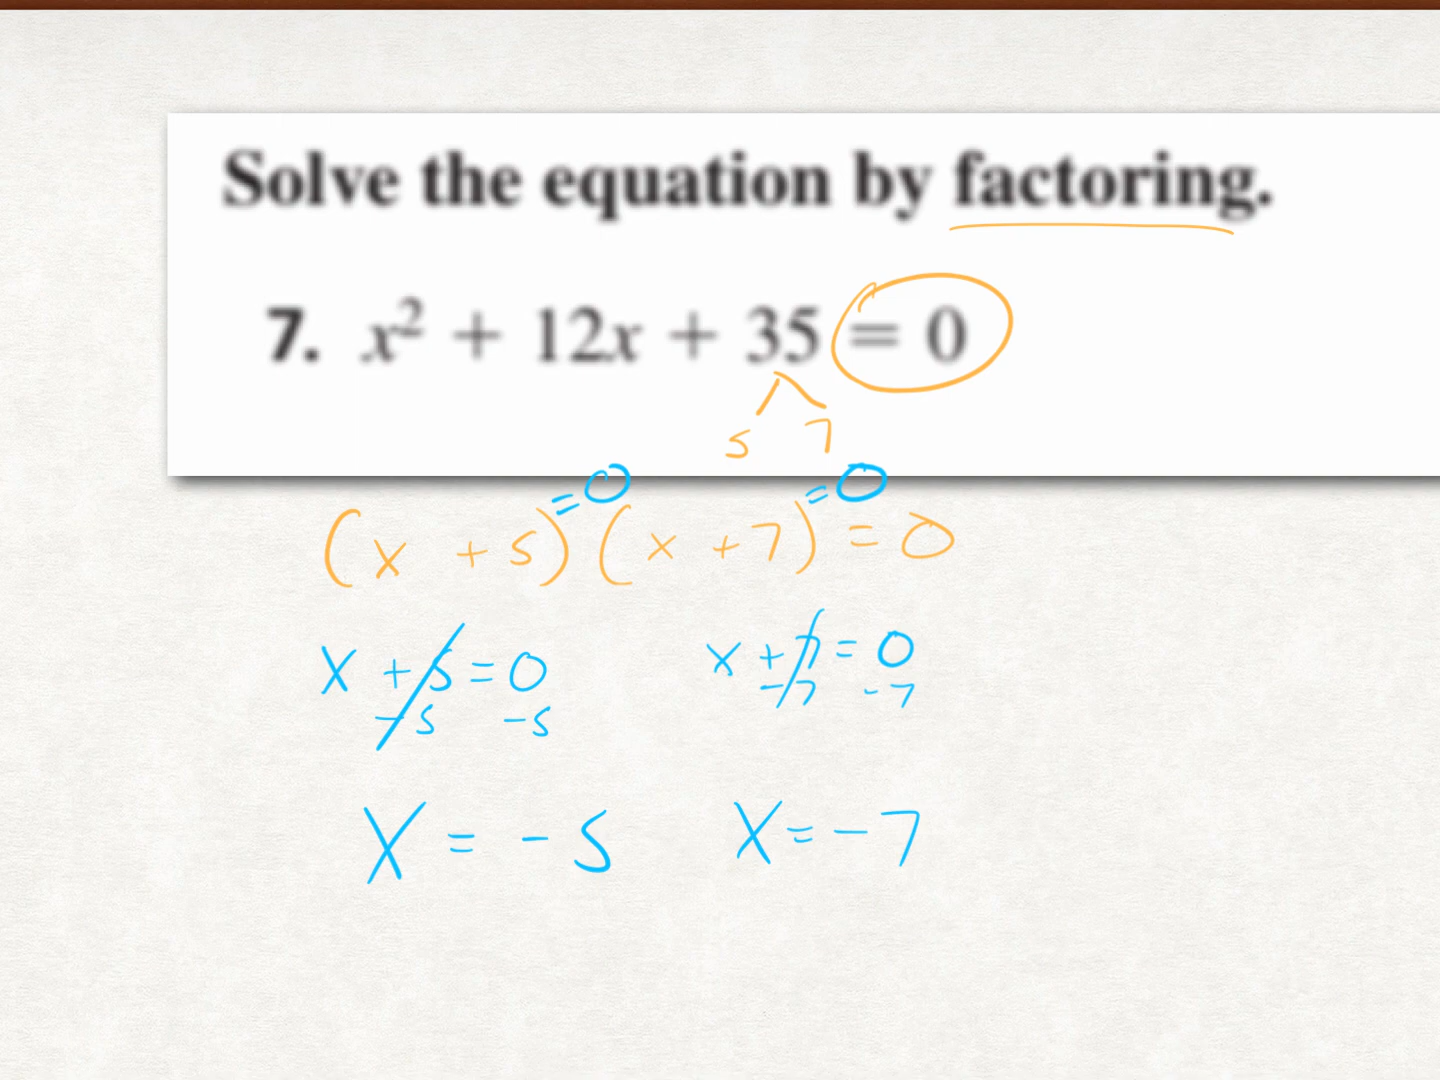 Solve the equation by factoring.
7. x² + 12x + 35 = 0
5 7
=0 =0
(x +5) (x +7) = 0
x +5 = 0 x +7 = 0
-5 -5 -7 -7
X = -5 X = -7